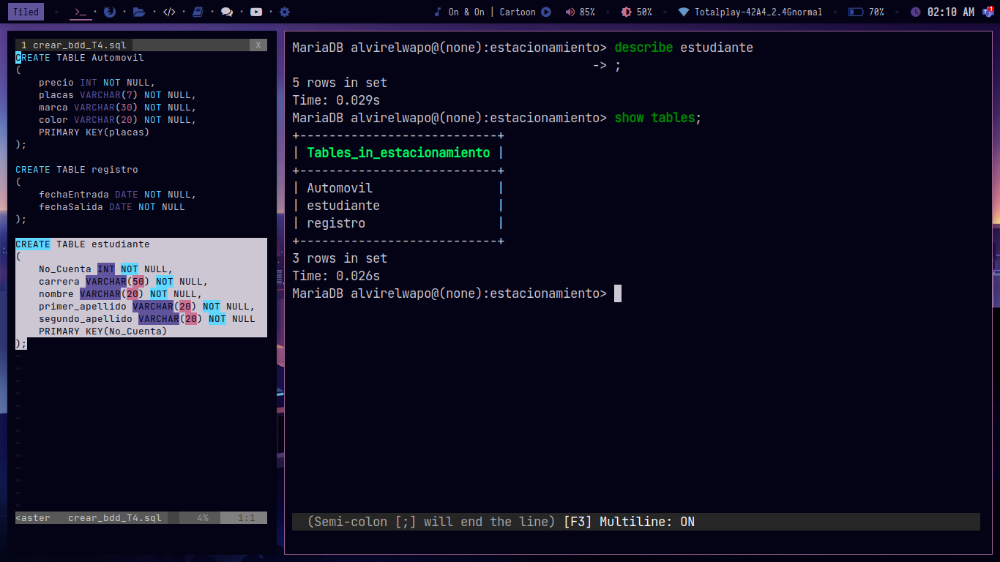 Tiled
On & On | Cartoon
85%
50%
Totalplay-42A4_2.4Gnormal
70%
02:10 AM
1
1 crear_bdd_T4.sql X
CREATE TABLE Automovil
(
precio INT NOT NULL,
placas VARCHAR(7) NOT NULL,
marca VARCHAR(30) NOT NULL,
color VARCHAR(20) NOT NULL,
PRIMARY KEY(placas)
);
CREATE TABLE registro
(
fechaEntrada DATE NOT NULL,
fechaSalida DATE NOT NULL
);
CREATE TABLE estudiante
(
No_Cuenta INT NOT NULL,
carrera VARCHAR(50) NOT NULL,
nombre VARCHAR(20) NOT NULL,
primer_apellido VARCHAR(20) NOT NULL,
segundo_apellido VARCHAR(20) NOT NULL
PRIMARY KEY(No_Cuenta)
);
~
~
~
~
~
~
~
~
~
~
~
~
~
<aster crear_bdd_T4.sql 4% 1:1
MariaDB alvirelwapo@(none):estacionamiento> describe estudiante
-> ;
5 rows in set
Time: 0.029s
MariaDB alvirelwapo@(none):estacionamiento> show tables;
+---------------------------+
| Tables_in_estacionamiento |
+---------------------------+
| Automovil |
| estudiante |
| registro |
+---------------------------+
3 rows in set
Time: 0.026s
MariaDB alvirelwapo@(none):estacionamiento>
(Semi-colon [;] will end the line) [F3] Multiline: ON